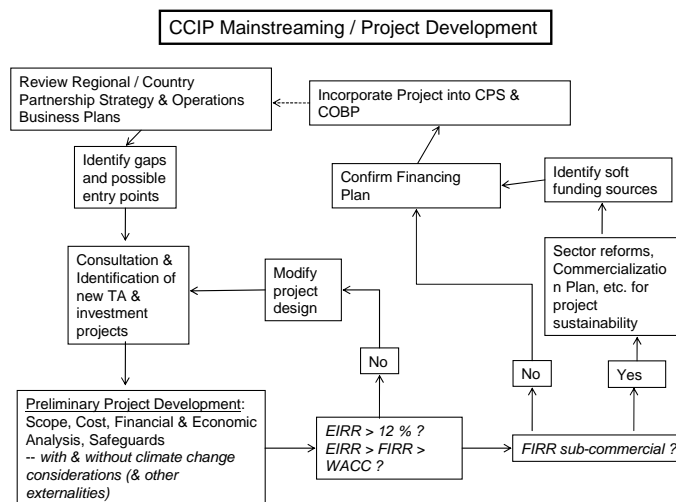 CCIP Mainstreaming / Project Development
Review Regional / Country
Partnership Strategy & Operations
Business Plans
Incorporate Project into CPS &
COBP
Identify gaps
and possible
entry points
Confirm Financing
Plan
Identify soft
funding sources
Consultation &
Identification of
new TA &
investment
projects
Modify
project
design
Sector reforms,
Commercializatio
n Plan, etc. for
project
sustainability
No
No
Yes
Preliminary Project Development:
Scope, Cost, Financial & Economic
Analysis, Safeguards
-- with & without climate change
considerations (& other
externalities)
EIRR > 12 % ?
EIRR > FIRR >
WACC ?
FIRR sub-commercial ?